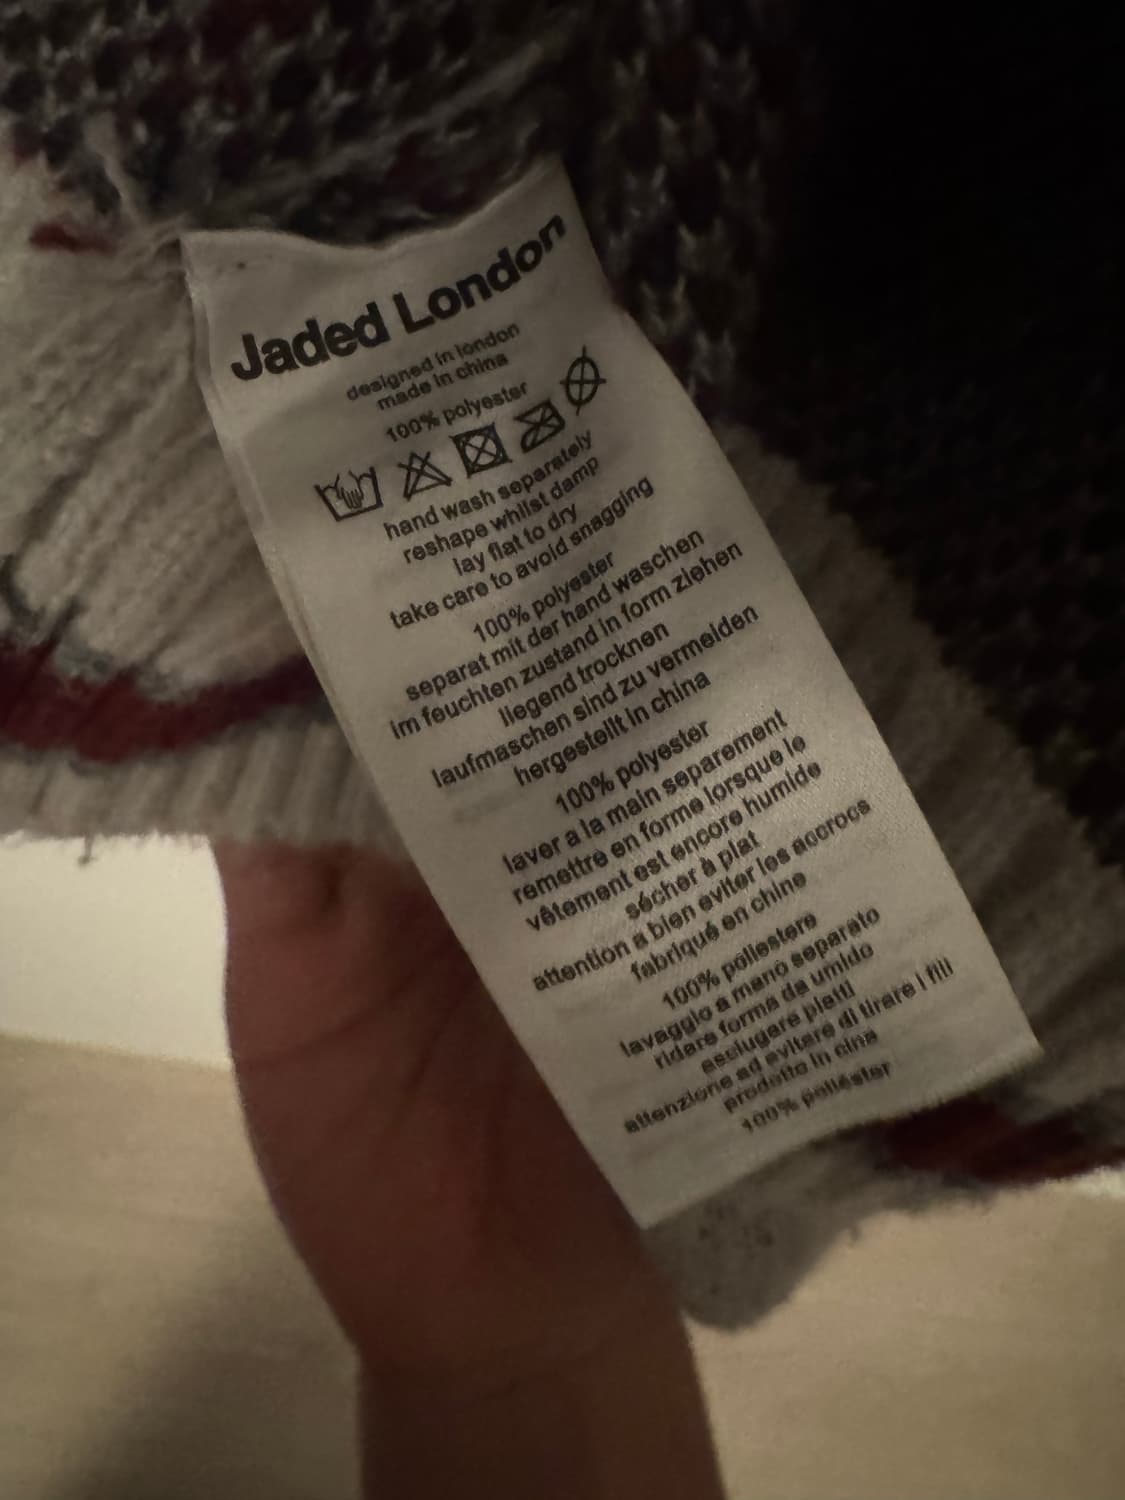 Jaded London
designed in london
made in china
100% polyester
hand wash separately
reshape whilst damp
lay flat to dry
take care to avoid snagging
100% polyester
separat mit der hand waschen
im feuchten zustand in form ziehen
liegend trocknen
laufmaschen sind zu vermeiden
hergestellt in china
100% polyester
laver a la main separement
remettre en forme lorsque le
vêtement est encore humide
sécher à plat
attention a bien eviter les accrocs
fabriqué en chine
100% poliestere
lavaggio a mano separato
ridare forma da umido
asciugare piatti
attenzione ad evitare di tirare i fili
prodotto in cina
100% poliéster